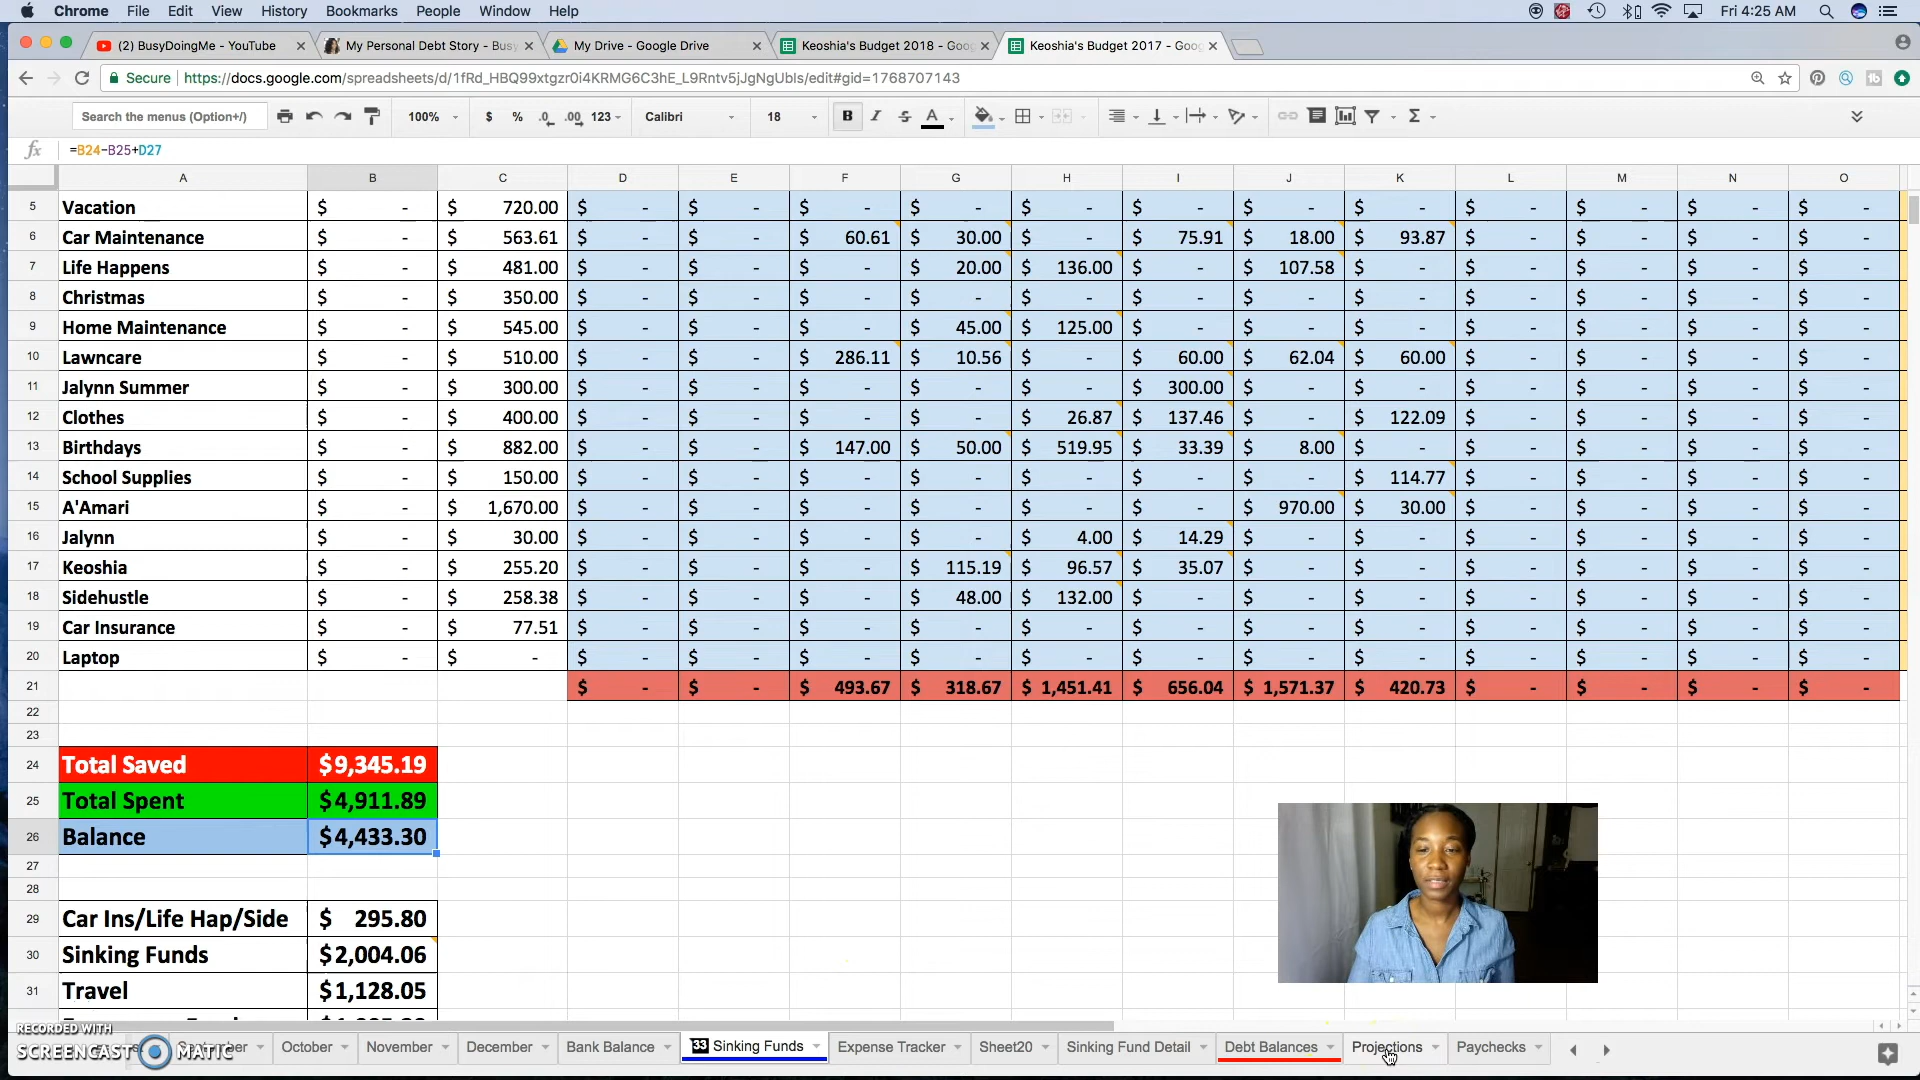 Chrome File Edit View History Bookmarks People Window Help Fri 4:25 AM
(2) BusyDoingMe - YouTube My Personal Debt Story - Busy My Drive - Google Drive Keoshia's Budget 2018 - Goo Keoshia's Budget 2017 - Goo
Secure https://docs.google.com/spreadsheets/d/1fRd_HBQ99xtgzr0i4KRMG6C3hE_L9Rntv5jJgNgUbIs/edit#gid=1768707143
Search the menus (Option+/) 100% $ % .0 .00 123 Calibri 18 B I S A Σ
fx =B24-B25+D27
A B C D E F G H I J K L M N O
5 Vacation $ - $ 720.00 $ - $ - $ - $ - $ - $ - $ - $ - $ - $ - $ - $ -
6 Car Maintenance $ - $ 563.61 $ - $ - $ 60.61 $ 30.00 $ - $ 75.91 $ 18.00 $ 93.87 $ - $ - $ - $ -
7 Life Happens $ - $ 481.00 $ - $ - $ - $ 20.00 $ 136.00 $ - $ 107.58 $ - $ - $ - $ - $ -
8 Christmas $ - $ 350.00 $ - $ - $ - $ - $ - $ - $ - $ - $ - $ - $ - $ -
9 Home Maintenance $ - $ 545.00 $ - $ - $ - $ 45.00 $ 125.00 $ - $ - $ - $ - $ - $ - $ -
10 Lawncare $ - $ 510.00 $ - $ - $ 286.11 $ 10.56 $ - $ 60.00 $ 62.04 $ 60.00 $ - $ - $ - $ -
11 Jalynn Summer $ - $ 300.00 $ - $ - $ - $ - $ - $ 300.00 $ - $ - $ - $ - $ - $ -
12 Clothes $ - $ 400.00 $ - $ - $ - $ - $ 26.87 $ 137.46 $ - $ 122.09 $ - $ - $ - $ -
13 Birthdays $ - $ 882.00 $ - $ - $ 147.00 $ 50.00 $ 519.95 $ 33.39 $ 8.00 $ - $ - $ - $ - $ -
14 School Supplies $ - $ 150.00 $ - $ - $ - $ - $ - $ - $ - $ 114.77 $ - $ - $ - $ -
15 A'Amari $ - $ 1,670.00 $ - $ - $ - $ - $ - $ - $ 970.00 $ 30.00 $ - $ - $ - $ -
16 Jalynn $ - $ 30.00 $ - $ - $ - $ - $ 4.00 $ 14.29 $ - $ - $ - $ - $ - $ -
17 Keoshia $ - $ 255.20 $ - $ - $ - $ 115.19 $ 96.57 $ 35.07 $ - $ - $ - $ - $ - $ -
18 Sidehustle $ - $ 258.38 $ - $ - $ - $ 48.00 $ 132.00 $ - $ - $ - $ - $ - $ - $ -
19 Car Insurance $ - $ 77.51 $ - $ - $ - $ - $ - $ - $ - $ - $ - $ - $ - $ -
20 Laptop $ - $ - $ - $ - $ - $ - $ - $ - $ - $ - $ - $ - $ - $ -
21 $ - $ - $ 493.67 $ 318.67 $ 1,451.41 $ 656.04 $ 1,571.37 $ 420.73 $ - $ - $ - $ -
22
23
24 Total Saved $9,345.19
25 Total Spent $4,911.89
26 Balance $4,433.30
27
28
29 Car Ins/Life Hap/Side $ 295.80
30 Sinking Funds $2,004.06
31 Travel $1,128.05
RECORDED WITH
SCREENCAST MATIC
October November December Bank Balance 33 Sinking Funds Expense Tracker Sheet20 Sinking Fund Detail Debt Balances Projections Paychecks